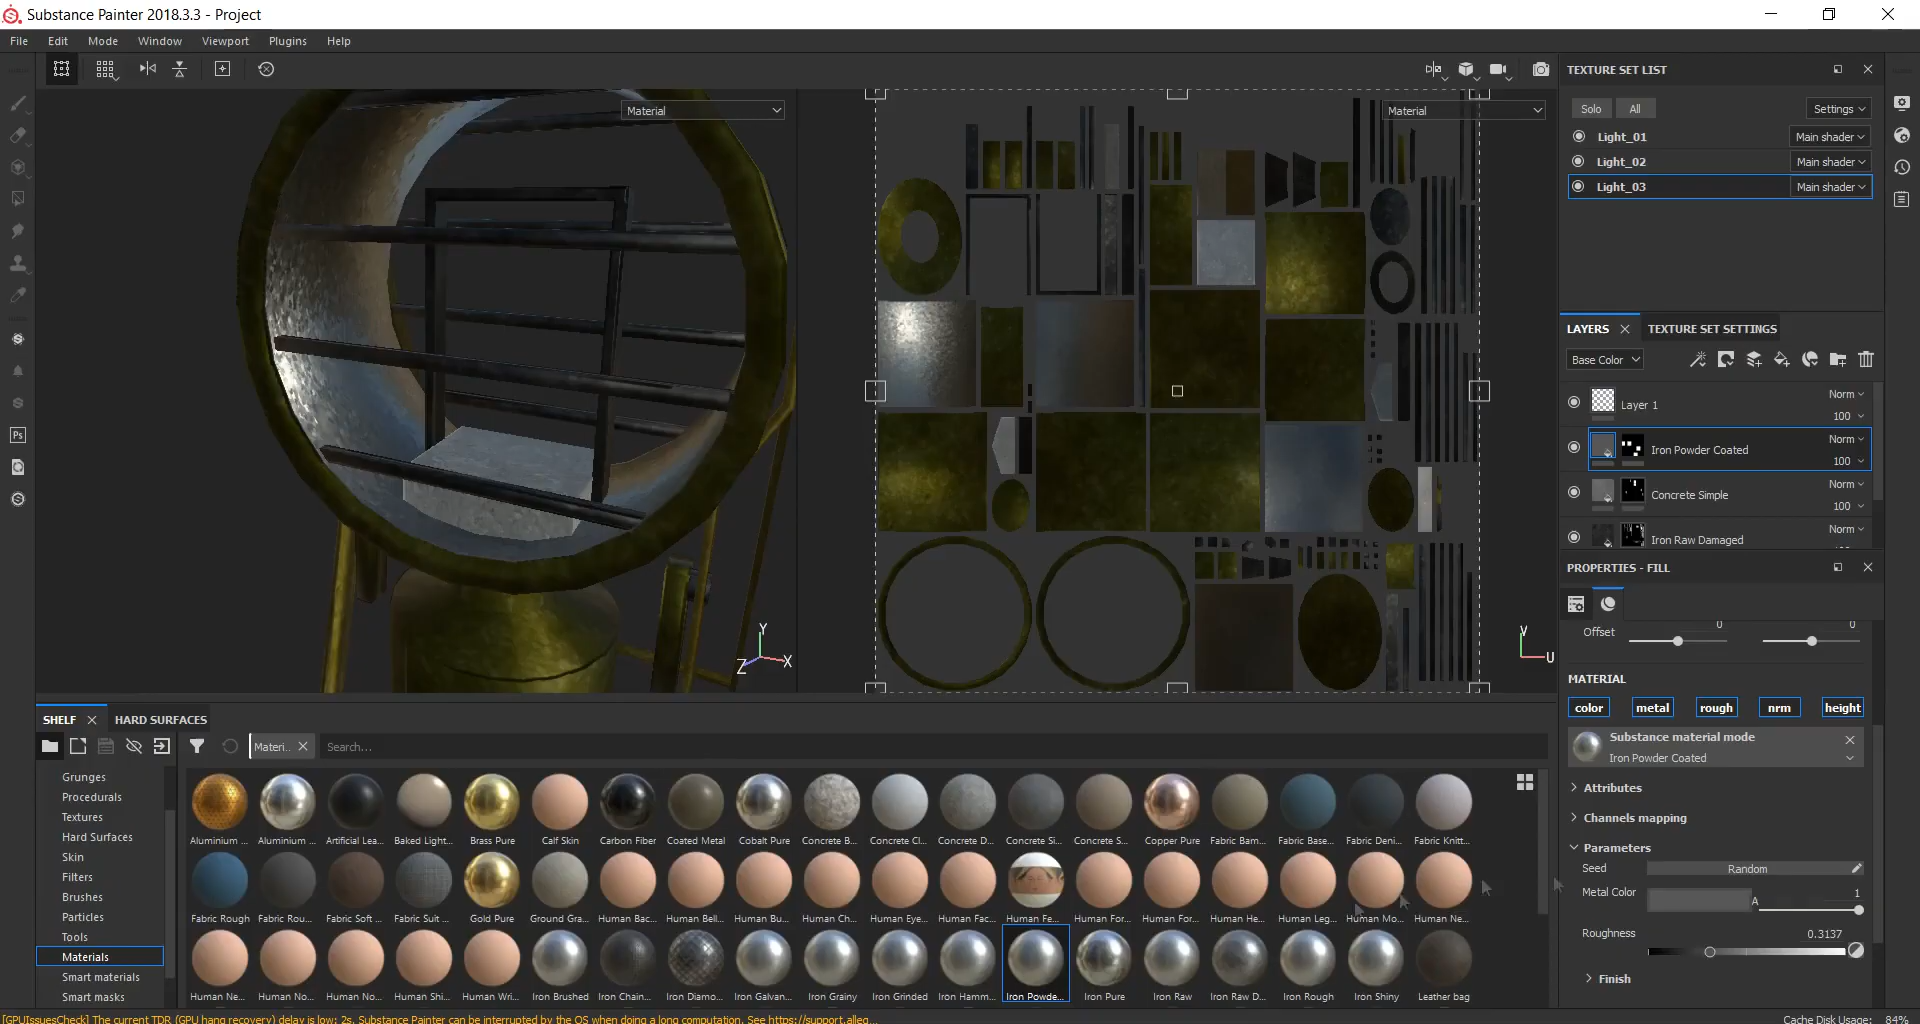 Substance Painter 2018.3.3 - Project
File Edit Mode Window Viewport Plugins Help
Material
Material
Y
Z
X
V
U
TEXTURE SET LIST
Solo All Settings
Light_01 Main shader
Light_02 Main shader
Light_03 Main shader
LAYERS TEXTURE SET SETTINGS
Base Color
Layer 1 Norm 100
Iron Powder Coated Norm 100
Concrete Simple Norm 100
Iron Raw Damaged Norm
PROPERTIES - FILL
Offset 0 0
MATERIAL
color metal rough nrm height
Substance material mode
Iron Powder Coated
Attributes
Channels mapping
Parameters
Seed Random
Metal Color A 1
Roughness 0.3137
Finish
SHELF HARD SURFACES
Materi.. Search...
Grunges
Procedurals
Textures
Hard Surfaces
Skin
Filters
Brushes
Particles
Tools
Materials
Smart materials
Smart masks
Aluminium ... Aluminium ... Artificial Lea... Baked Light... Brass Pure Calf Skin Carbon Fiber Coated Metal Cobalt Pure Concrete B... Concrete Cl... Concrete D... Concrete Si... Concrete S... Copper Pure Fabric Bam... Fabric Base... Fabric Deni... Fabric Knitt...
Fabric Rough Fabric Rou... Fabric Soft ... Fabric Suit ... Gold Pure Ground Gra... Human Bac... Human Bell... Human Bu... Human Ch... Human Eye... Human Fac... Human Fe... Human For... Human For... Human He... Human Leg... Human Mo... Human Ne...
Human Ne... Human No... Human No... Human Shi... Human Wri... Iron Brushed Iron Chain... Iron Diamo... Iron Galvan... Iron Grainy Iron Grinded Iron Hamm... Iron Powde... Iron Pure Iron Raw Iron Raw D... Iron Rough Iron Shiny Leather bag
[GPUIssuesCheck] The current TDR (GPU hang recovery) delay is low: 2s. Substance Painter can be interrupted by the OS when doing a long computation. See https://support.alleg...
Cache Disk Usage: 84%